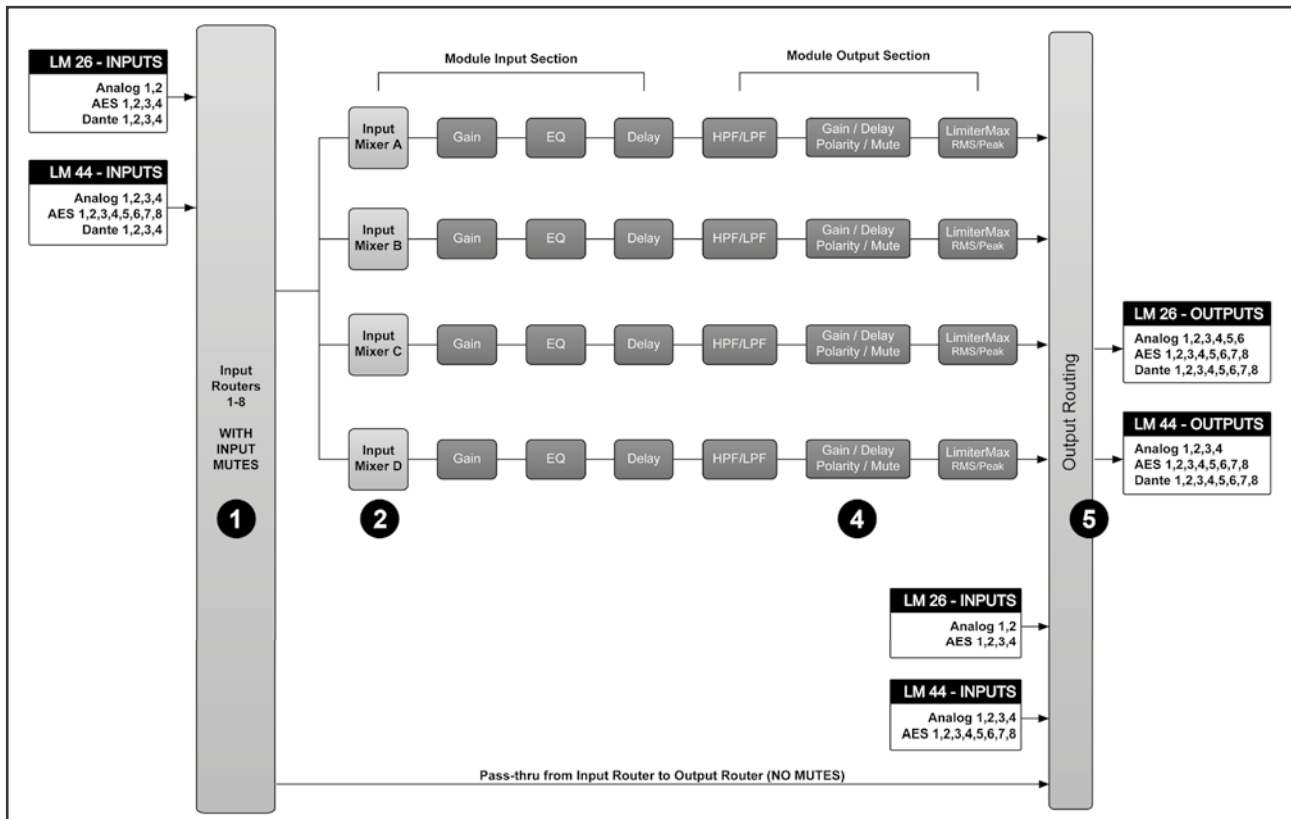 LM 26 - INPUTS
Analog 1,2
AES 1,2,3,4
Dante 1,2,3,4
LM 44 - INPUTS
Analog 1,2,3,4
AES 1,2,3,4,5,6,7,8
Dante 1,2,3,4
Input
Routers
1-8
WITH
INPUT
MUTES
1
Module Input Section
Module Output Section
Input
Mixer A
Gain
EQ
Delay
HPF/LPF
Gain / Delay
Polarity / Mute
LimiterMax
RMS/Peak
Input
Mixer B
Gain
EQ
Delay
HPF/LPF
Gain / Delay
Polarity / Mute
LimiterMax
RMS/Peak
Input
Mixer C
Gain
EQ
Delay
HPF/LPF
Gain / Delay
Polarity / Mute
LimiterMax
RMS/Peak
Input
Mixer D
Gain
EQ
Delay
HPF/LPF
Gain / Delay
Polarity / Mute
LimiterMax
RMS/Peak
2
4
Output Routing
5
LM 26 - OUTPUTS
Analog 1,2,3,4,5,6
AES 1,2,3,4,5,6,7,8
Dante 1,2,3,4,5,6,7,8
LM 44 - OUTPUTS
Analog 1,2,3,4
AES 1,2,3,4,5,6,7,8
Dante 1,2,3,4,5,6,7,8
LM 26 - INPUTS
Analog 1,2
AES 1,2,3,4
LM 44 - INPUTS
Analog 1,2,3,4
AES 1,2,3,4,5,6,7,8
Pass-thru from Input Router to Output Router (NO MUTES)